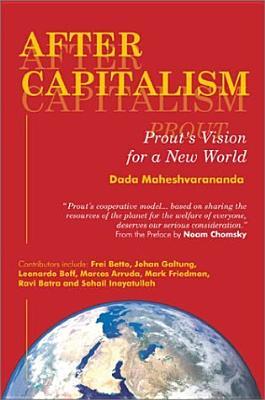 AFTER
CAPITALISM
PROUT
Prout's Vision
for a New World
Dada Maheshvarananda
"Prout's cooperative model... based on sharing the
resources of the planet for the welfare of everyone,
deserves our serious consideration."
From the Preface by Noam Chomsky
Contributors include: Frei Betto, Johan Galtung,
Leonardo Boff, Marcos Arruda, Mark Friedman,
Ravi Batra and Sohail Inayatullah